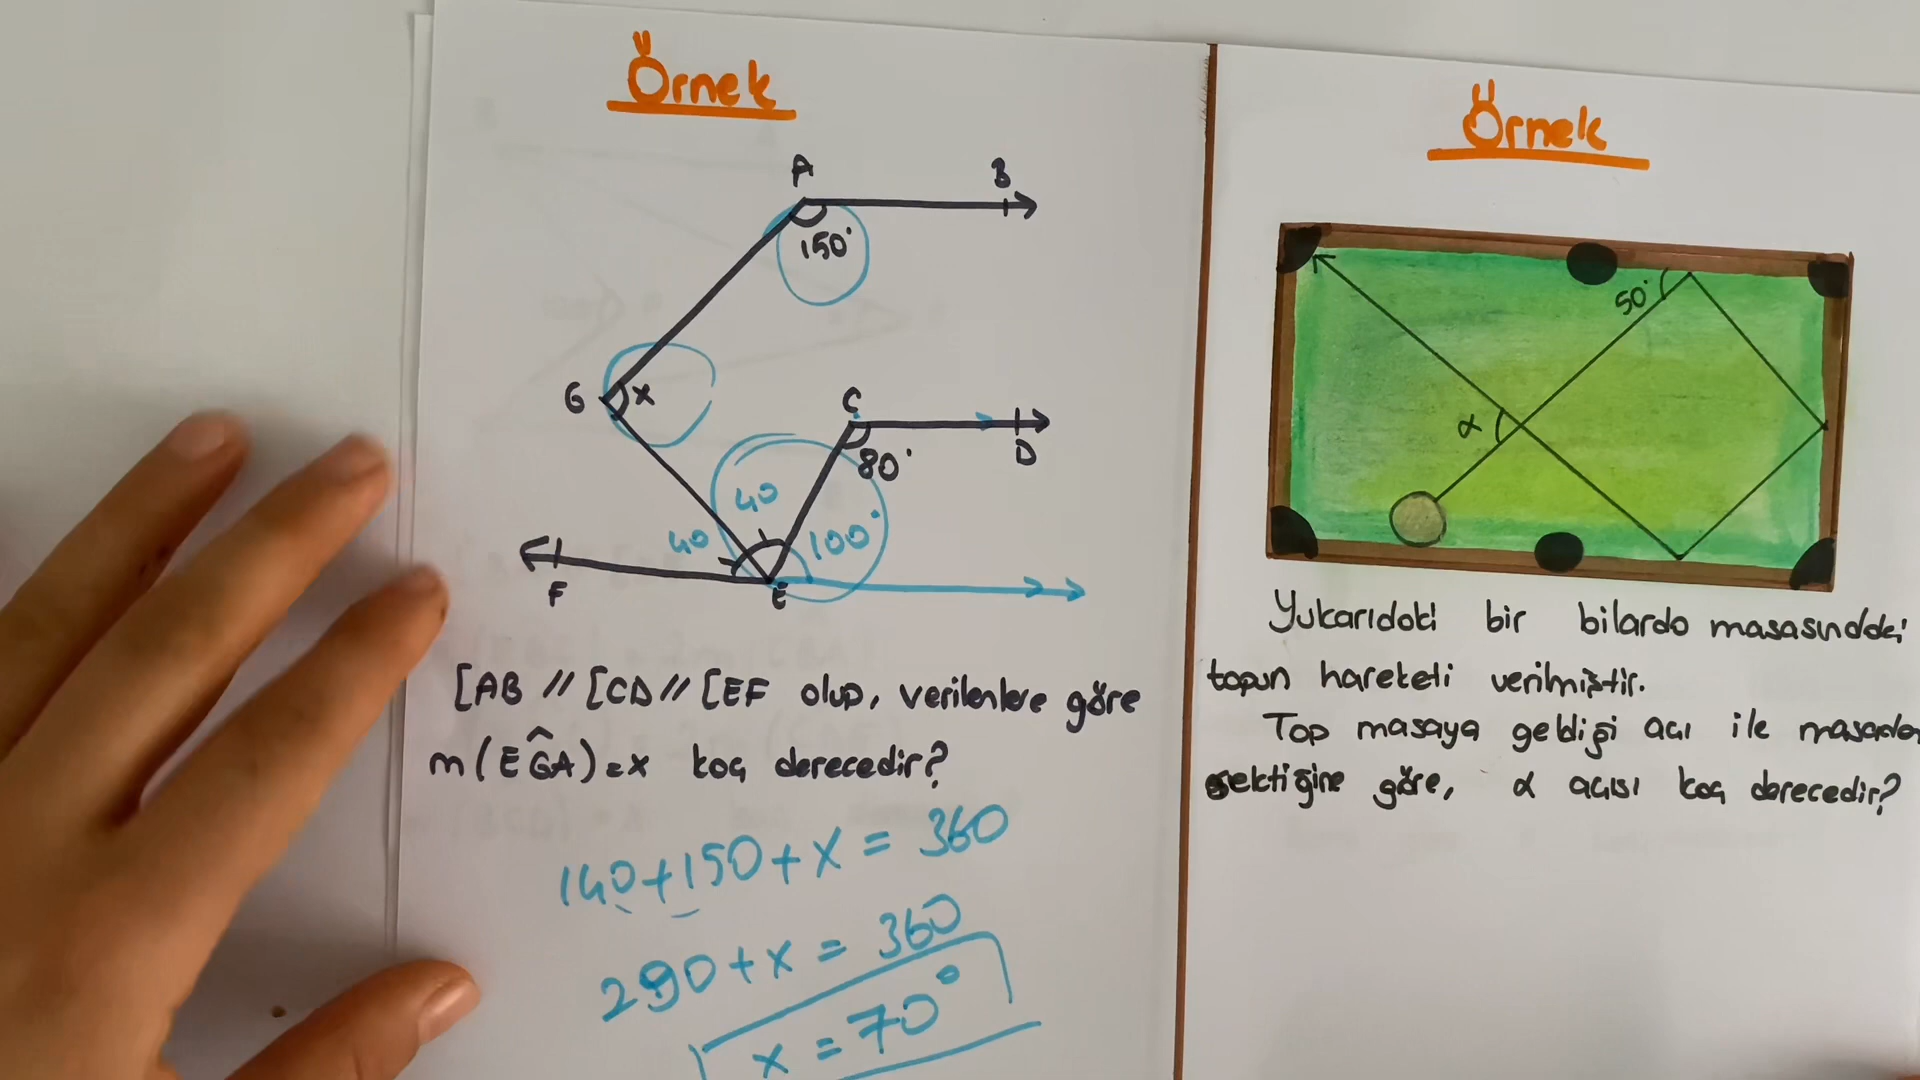 Örnek
A
B
150°
G
x
C
D
80°
40
40
100°
F
E
[AB // [CD // [EF olup, verilenlere göre
m(EĜA)=x kaç derecedir?
140+150+x = 360
290+x = 360
x = 70°
Örnek
50°
α
Yukarıdaki bir bilardo masasındaki
topun hareketi verilmiştir.
Top masaya geldiği açı ile masadan
sektiğine göre, α açısı kaç derecedir?